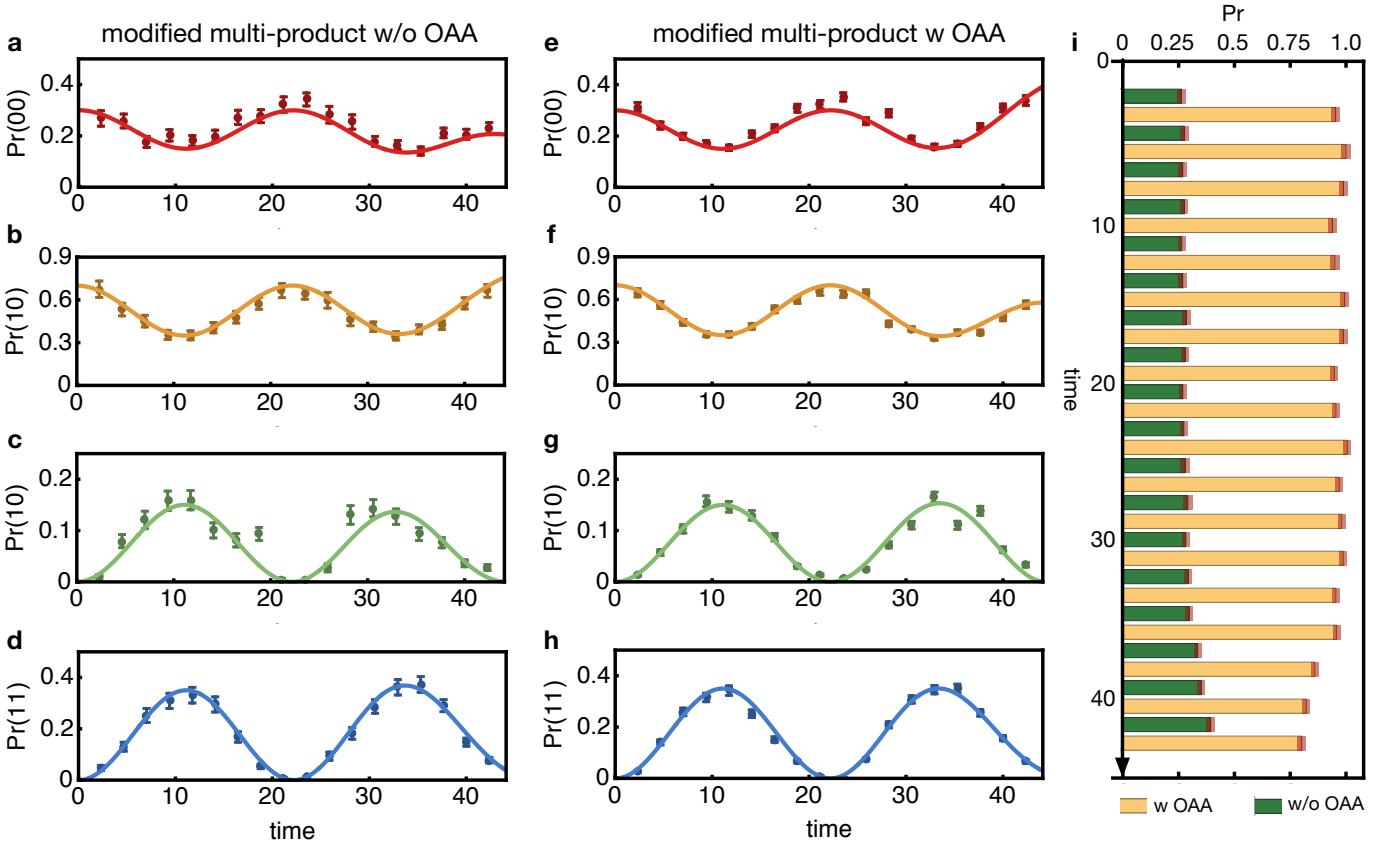 modified multi-product w/o OAA
a
Pr(00)
0.4
0.2
0
0 10 20 30 40
b
Pr(10)
0.9
0.6
0.3
0
0 10 20 30 40
c
Pr(10)
0.2
0.1
0
0 10 20 30 40
d
Pr(11)
0.4
0.2
0
0 10 20 30 40
time
modified multi-product w OAA
e
Pr(00)
0.4
0.2
0
0 10 20 30 40
f
Pr(10)
0.9
0.6
0.3
0
0 10 20 30 40
g
Pr(10)
0.2
0.1
0
0 10 20 30 40
h
Pr(11)
0.4
0.2
0
0 10 20 30 40
time
i
Pr
0 0.25 0.5 0.75 1.0
0
10
20
30
40
time
w OAA
w/o OAA